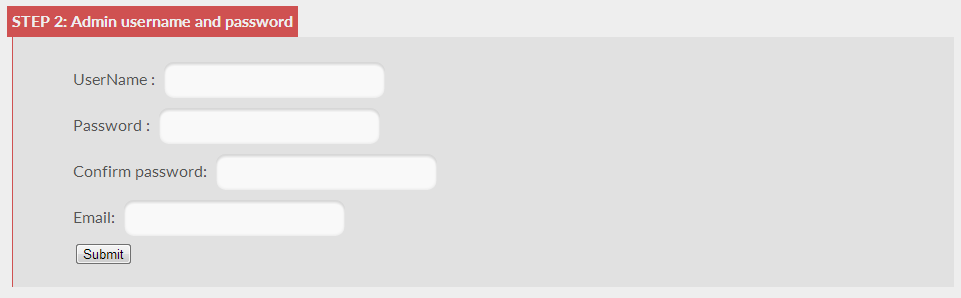 STEP 2: Admin username and password
UserName :
Password :
Confirm password:
Email:
Submit